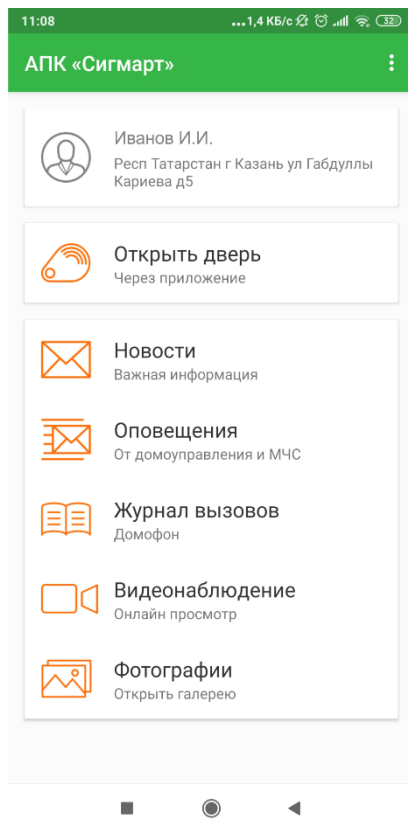 11:08
...1,4 КБ/с 32
АПК «Сигмарт»
Иванов И.И.
Респ Татарстан г Казань ул Габдуллы
Кариева д5
Открыть дверь
Через приложение
Новости
Важная информация
Оповещения
От домоуправления и МЧС
Журнал вызовов
Домофон
Видеонаблюдение
Онлайн просмотр
Фотографии
Открыть галерею